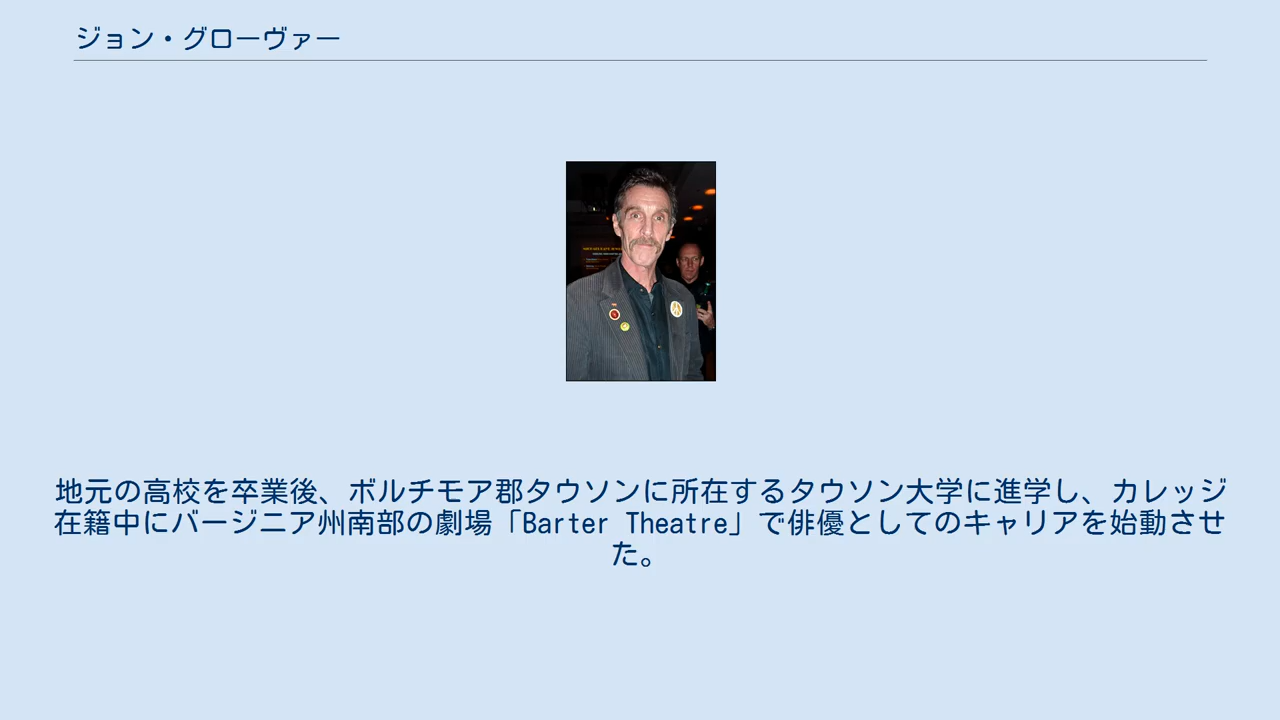 ジョン・グローヴァー
地元の高校を卒業後、ボルチモア郡タウソンに所在するタウソン大学に進学し、カレッジ
在籍中にバージニア州南部の劇場「Barter Theatre」で俳優としてのキャリアを始動させ
た。